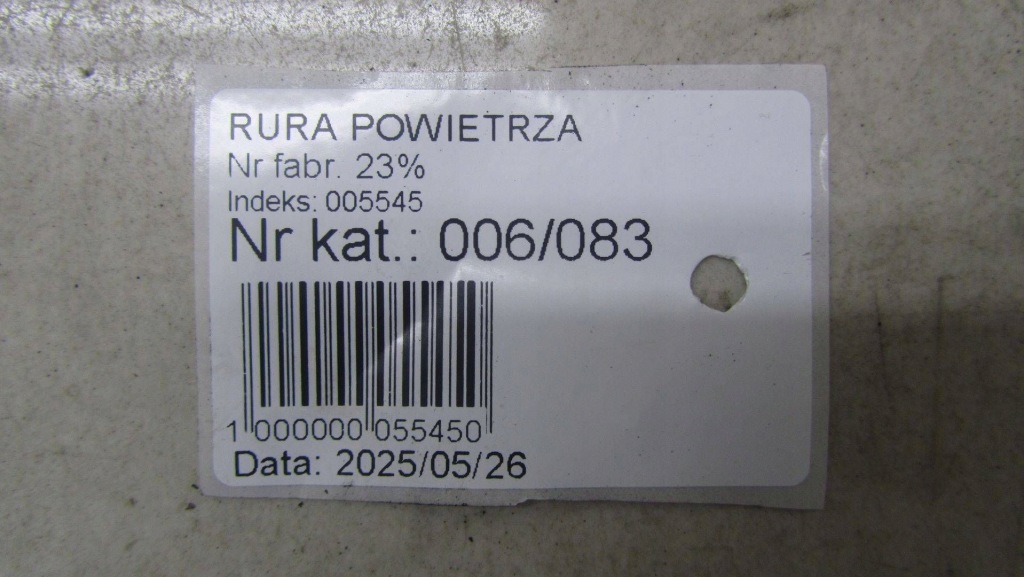 RURA POWIETRZA
Nr fabr. 23%
Indeks: 005545
Nr kat.: 006/083
1 000000 055450
Data: 2025/05/26